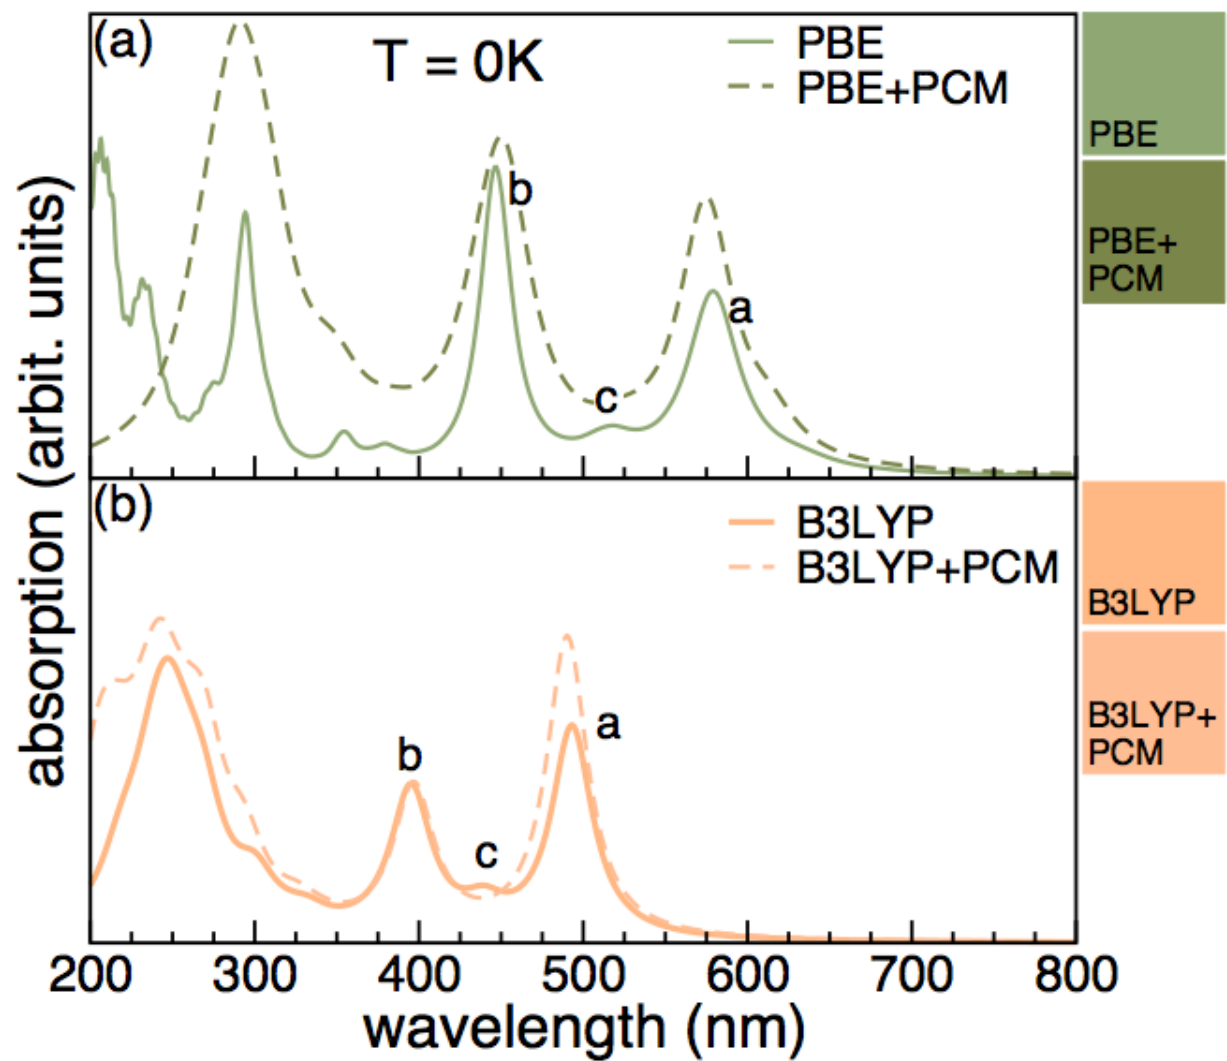 (a)
T = 0K
PBE
PBE+PCM
b
a
c
PBE
PBE+
PCM
absorption (arbit. units)
(b)
B3LYP
B3LYP+PCM
b
a
c
B3LYP
B3LYP+
PCM
200 300 400 500 600 700 800
wavelength (nm)